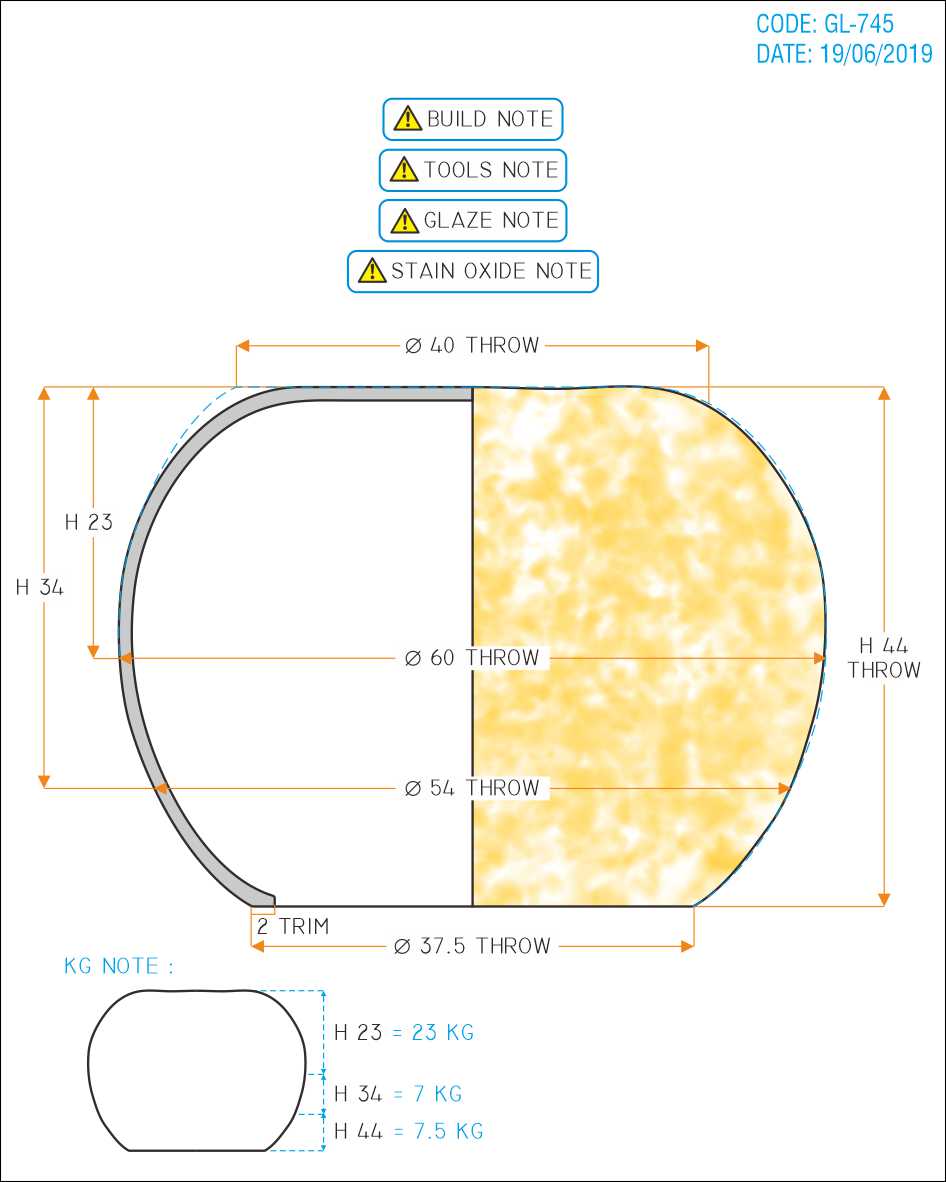 CODE: GL-745
DATE: 19/06/2019
BUILD NOTE
TOOLS NOTE
GLAZE NOTE
STAIN OXIDE NOTE
Ø 40 THROW
H 23
H 34
Ø 60 THROW
H 44
THROW
Ø 54 THROW
2 TRIM
Ø 37.5 THROW
KG NOTE :
H 23 = 23 KG
H 34 = 7 KG
H 44 = 7.5 KG